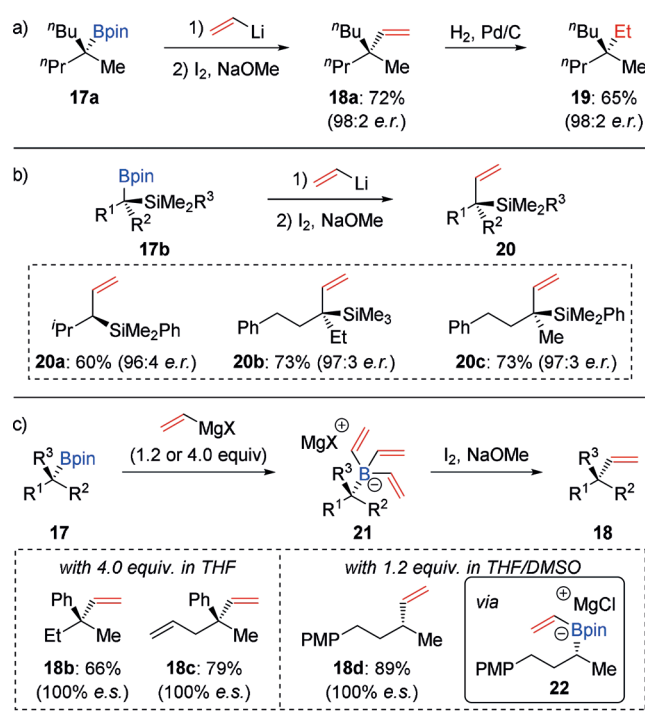 a)
ⁿBu Bpin
ⁿPr Me
17a
1) Li
2) I₂, NaOMe
ⁿBu
ⁿPr Me
18a: 72%
(98:2 e.r.)
H₂, Pd/C
ⁿBu Et
ⁿPr Me
19: 65%
(98:2 e.r.)
b)
Bpin
SiMe₂R³
R¹ R²
17b
1) Li
2) I₂, NaOMe
SiMe₂R³
R¹ R²
20
ⁱPr SiMe₂Ph
20a: 60% (96:4 e.r.)
Ph SiMe₃
Et
20b: 73% (97:3 e.r.)
Ph SiMe₂Ph
Me
20c: 73% (97:3 e.r.)
c)
R³ Bpin
R¹ R²
17
MgX
(1.2 or 4.0 equiv)
MgX ⊕
R³ B
⊖
R¹ R²
21
I₂, NaOMe
R³
R¹ R²
18
with 4.0 equiv. in THF
Ph
Et Me
18b: 66%
(100% e.s.)
Ph
Me
18c: 79%
(100% e.s.)
with 1.2 equiv. in THF/DMSO
PMP Me
18d: 89%
(100% e.s.)
via
⊕
MgCl
⊖ Bpin
PMP Me
22